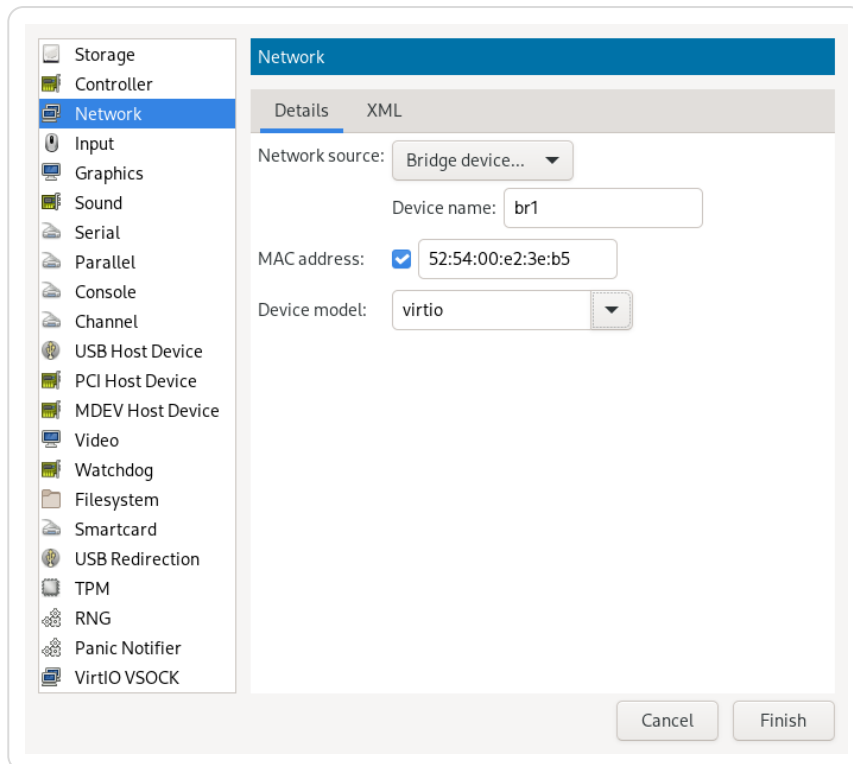 Storage
Controller
Network
Input
Graphics
Sound
Serial
Parallel
Console
Channel
USB Host Device
PCI Host Device
MDEV Host Device
Video
Watchdog
Filesystem
Smartcard
USB Redirection
TPM
RNG
Panic Notifier
VirtIO VSOCK
Network
Details XML
Network source: Bridge device...
Device name: br1
MAC address: 52:54:00:e2:3e:b5
Device model: virtio
Cancel Finish